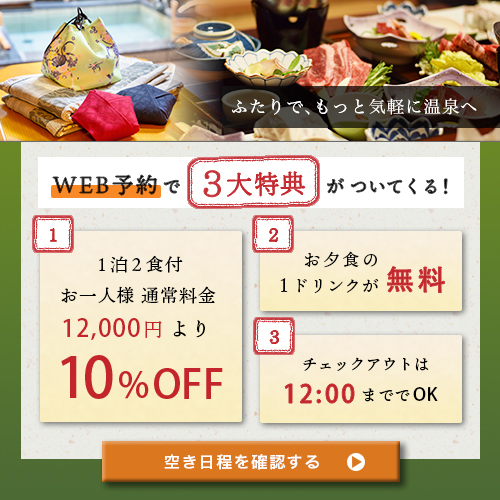 ふたりで、もっと気軽に温泉へ
WEB予約で 3大特典 が ついてくる!
1
1泊2食付
お一人様 通常料金
12,000円 より
10%OFF
2
お夕食の
1ドリンクが 無料
3
チェックアウトは
12:00 まででOK
空き日程を確認する